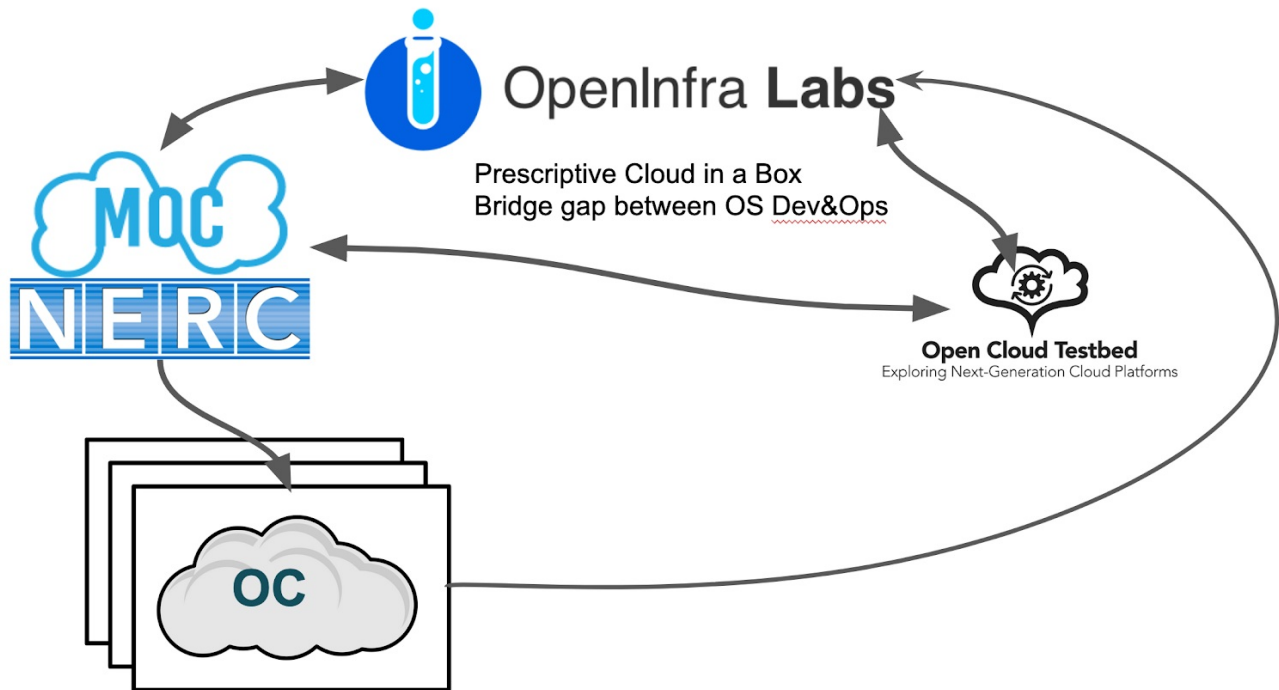 OpenInfra Labs
Prescriptive Cloud in a Box
Bridge gap between OS Dev&Ops
MOC
NERC
Open Cloud Testbed
Exploring Next-Generation Cloud Platforms
OC